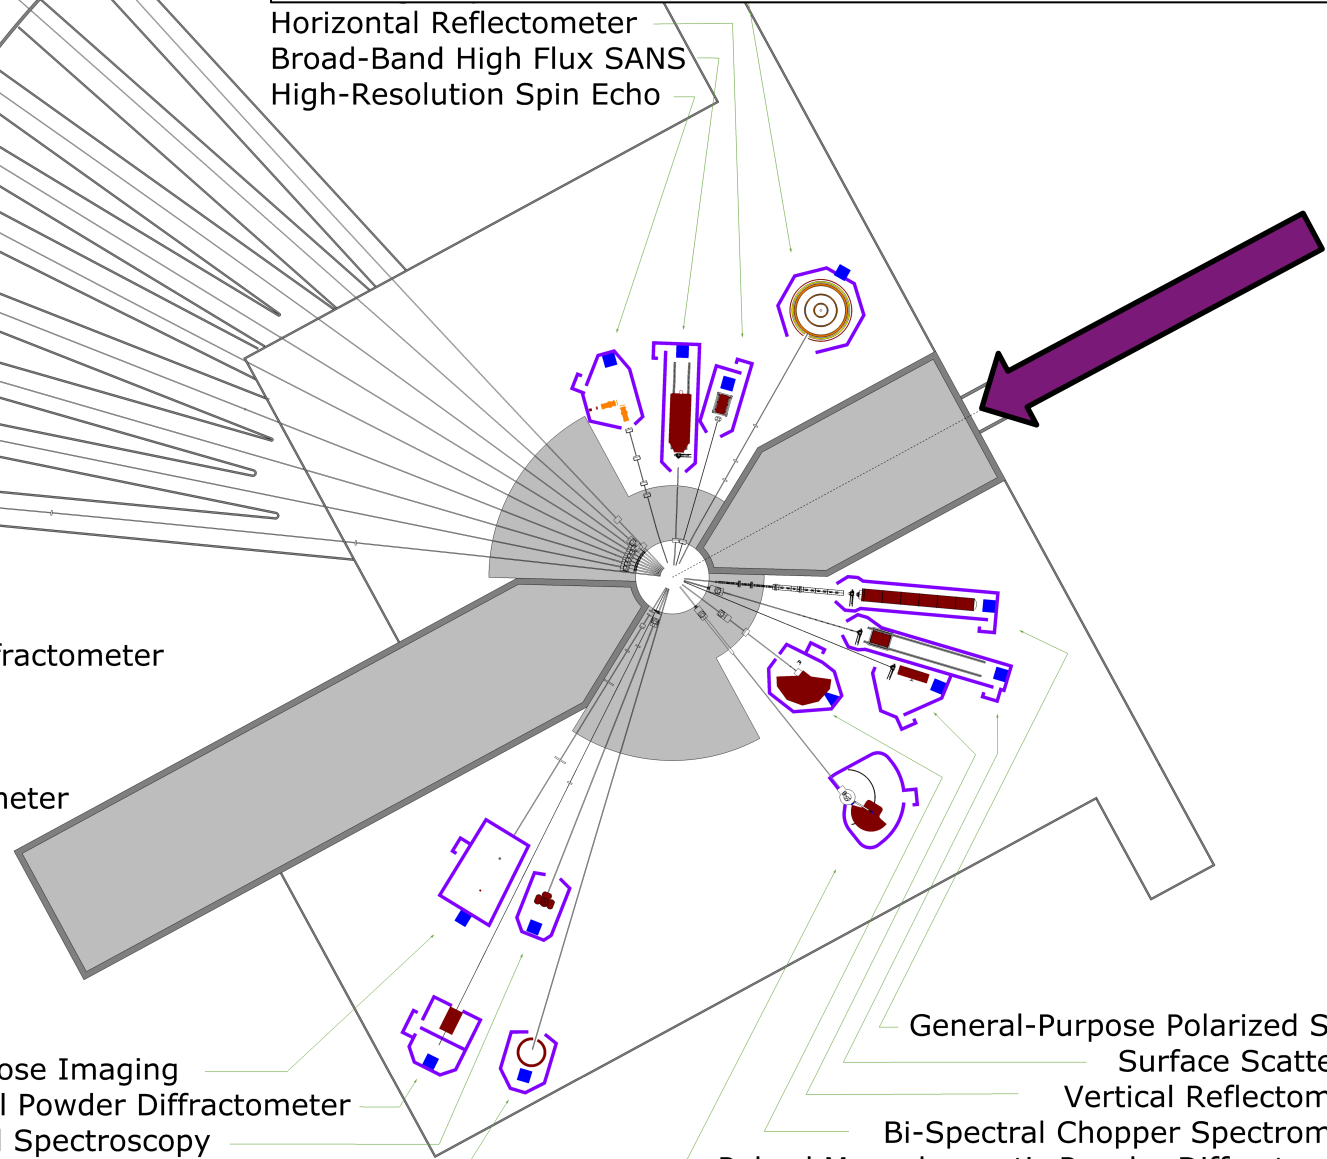 Horizontal Reflectometer
Broad-Band High Flux SANS
High-Resolution Spin Echo
fractometer
neter
General-Purpose Polarized S
Surface Scatte
Vertical Reflectom
ose Imaging
l Powder Diffractometer
Bi-Spectral Chopper Spectrom
Spectroscopy